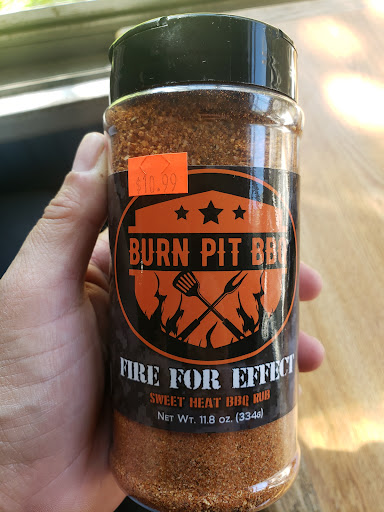 $10.99
BURN PIT BBQ
FIRE FOR EFFECT
SWEET HEAT BBQ RUB
NET WT. 11.8 OZ. (334G)